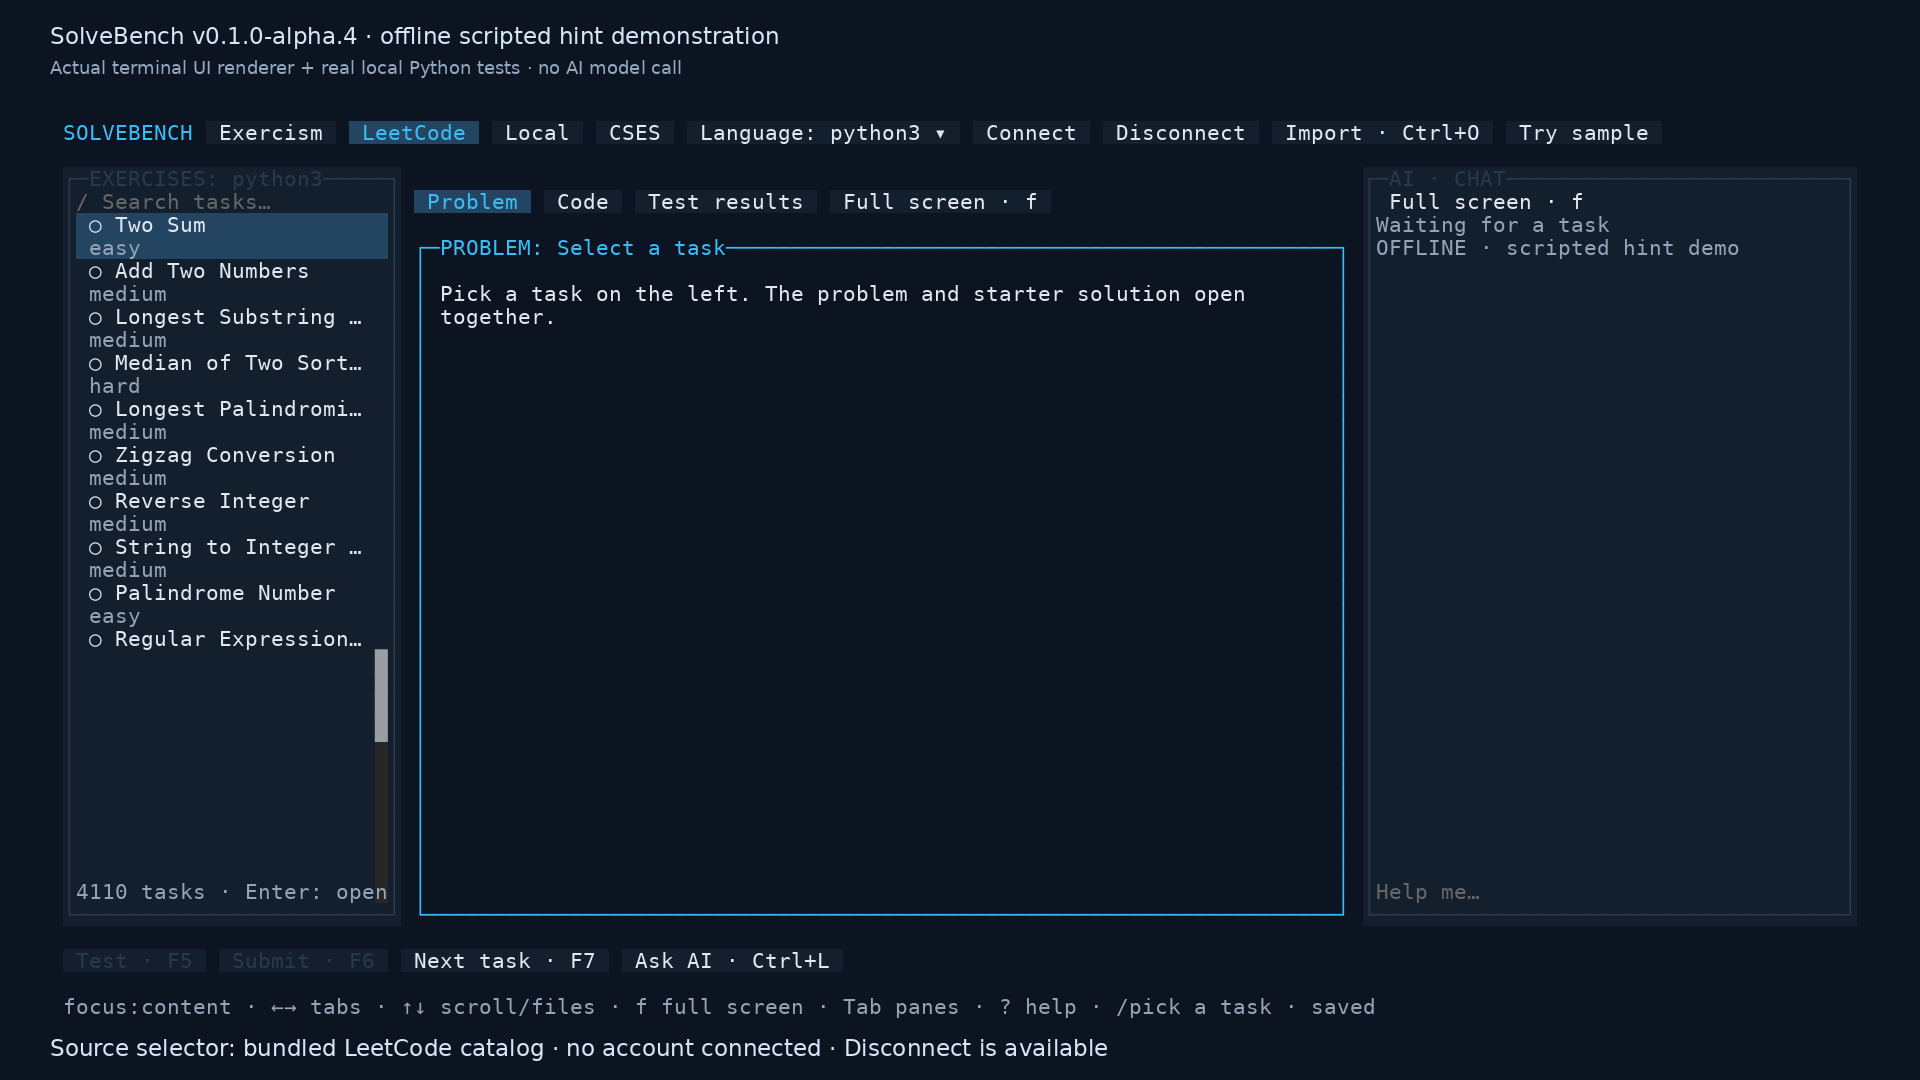 SolveBench v0.1.0-alpha.4 · offline scripted hint demonstration
Actual terminal UI renderer + real local Python tests · no AI model call
SOLVEBENCH Exercism LeetCode Local CSES Language: python3 ▾ Connect Disconnect Import · Ctrl+O Try sample
EXERCISES: python3
/ Search tasks…
○ Two Sum
easy
○ Add Two Numbers
medium
○ Longest Substring …
medium
○ Median of Two Sort…
hard
○ Longest Palindromi…
medium
○ Zigzag Conversion
medium
○ Reverse Integer
medium
○ String to Integer …
medium
○ Palindrome Number
easy
○ Regular Expression…
4110 tasks · Enter: open
Problem Code Test results Full screen · f
PROBLEM: Select a task
Pick a task on the left. The problem and starter solution open
together.
AI · CHAT
Full screen · f
Waiting for a task
OFFLINE · scripted hint demo
Help me…
Test · F5 Submit · F6 Next task · F7 Ask AI · Ctrl+L
focus:content · ←→ tabs · ↑↓ scroll/files · f full screen · Tab panes · ? help · /pick a task · saved
Source selector: bundled LeetCode catalog · no account connected · Disconnect is available